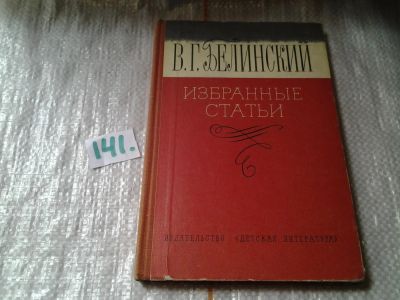 В.Г.БЕЛИНСКИЙ
ИЗБРАННЫЕ
СТАТЬИ
141.
ИЗДАТЕЛЬСТВО «ДЕТСКАЯ ЛИТЕРАТУРА»